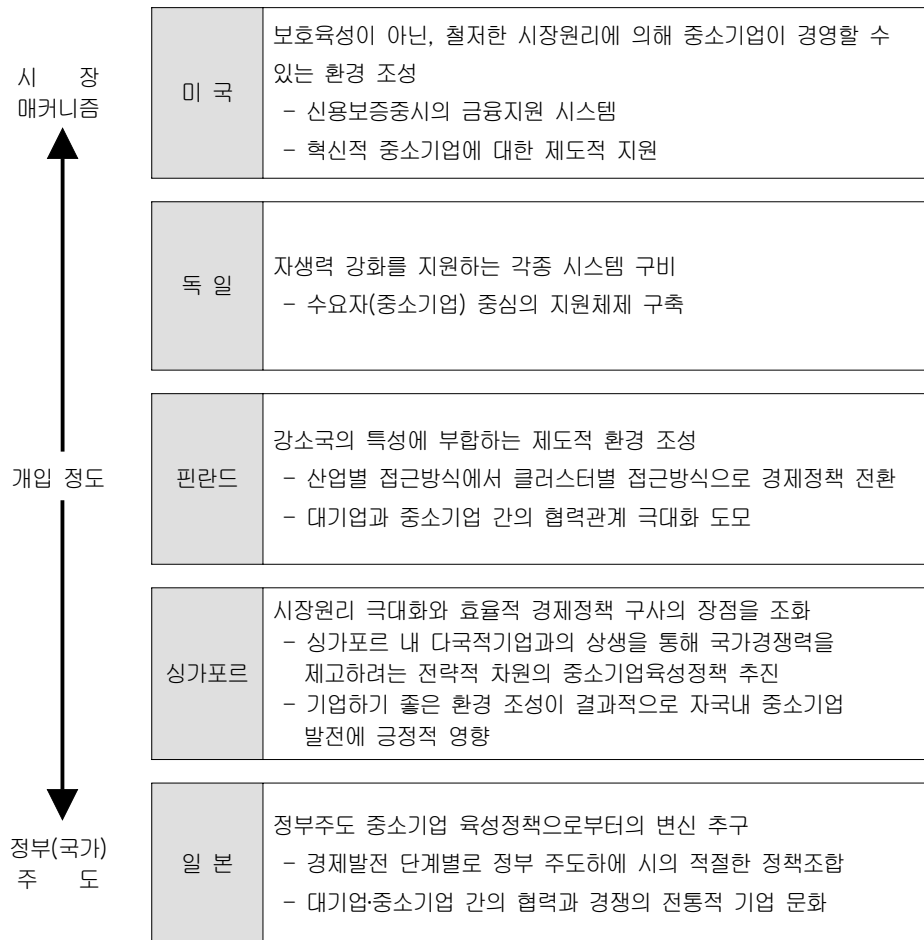 시 장
매커니즘
미 국
보호육성이 아닌, 철저한 시장원리에 의해 중소기업이 경영할 수
있는 환경 조성
- 신용보증중시의 금융지원 시스템
- 혁신적 중소기업에 대한 제도적 지원
독 일
자생력 강화를 지원하는 각종 시스템 구비
- 수요자(중소기업) 중심의 지원체제 구축
개입 정도
핀란드
강소국의 특성에 부합하는 제도적 환경 조성
- 산업별 접근방식에서 클러스터별 접근방식으로 경제정책 전환
- 대기업과 중소기업 간의 협력관계 극대화 도모
싱가포르
시장원리 극대화와 효율적 경제정책 구사의 장점을 조화
- 싱가포르 내 다국적기업과의 상생을 통해 국가경쟁력을
제고하려는 전략적 차원의 중소기업육성정책 추진
- 기업하기 좋은 환경 조성이 결과적으로 자국내 중소기업
발전에 긍정적 영향
정부(국가)
주 도
일 본
정부주도 중소기업 육성정책으로부터의 변신 추구
- 경제발전 단계별로 정부 주도하에 시의 적절한 정책조합
- 대기업·중소기업 간의 협력과 경쟁의 전통적 기업 문화